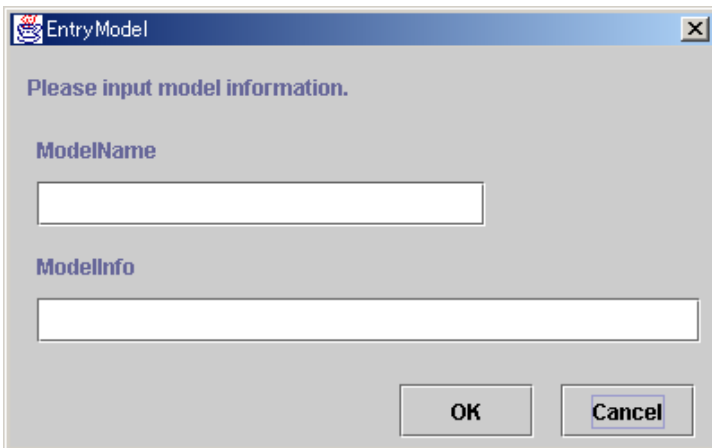 EntryModel
Please input model information.
ModelName
ModelInfo
OK
Cancel